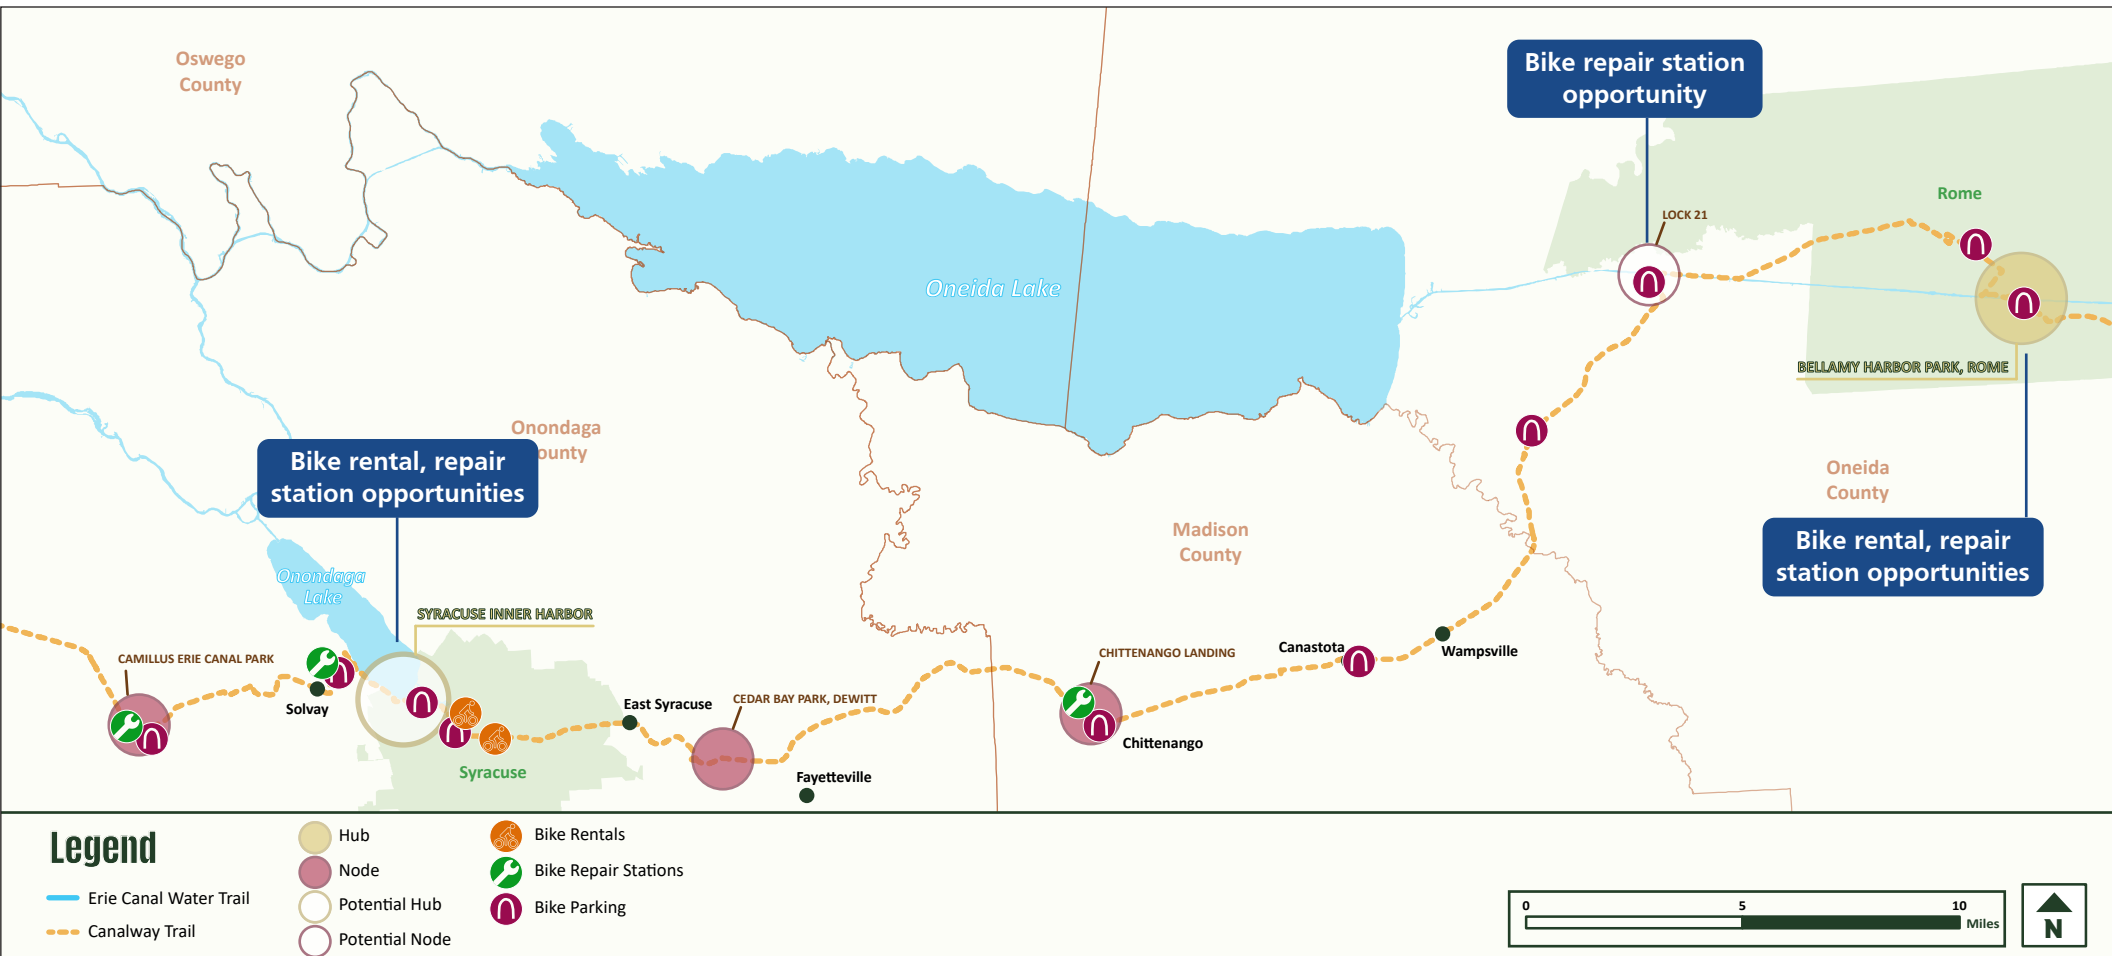 Oswego
County
Bike repair station
opportunity
Rome
LOCK 21
Oneida Lake
BELLAMY HARBOR PARK, ROME
Onondaga
ounty
Bike rental, repair
station opportunities
Oneida
County
Madison
County
Bike rental, repair
station opportunities
Onondaga
Lake
SYRACUSE INNER HARBOR
CAMILLUS ERIE CANAL PARK
Solvay
East Syracuse
CEDAR BAY PARK, DEWITT
CHITTENANGO LANDING
Canastota
Wampsville
Chittenango
Syracuse
Fayetteville
Legend
Erie Canal Water Trail
Canalway Trail
Hub
Node
Potential Hub
Potential Node
Bike Rentals
Bike Repair Stations
Bike Parking
0 5 10
Miles
N